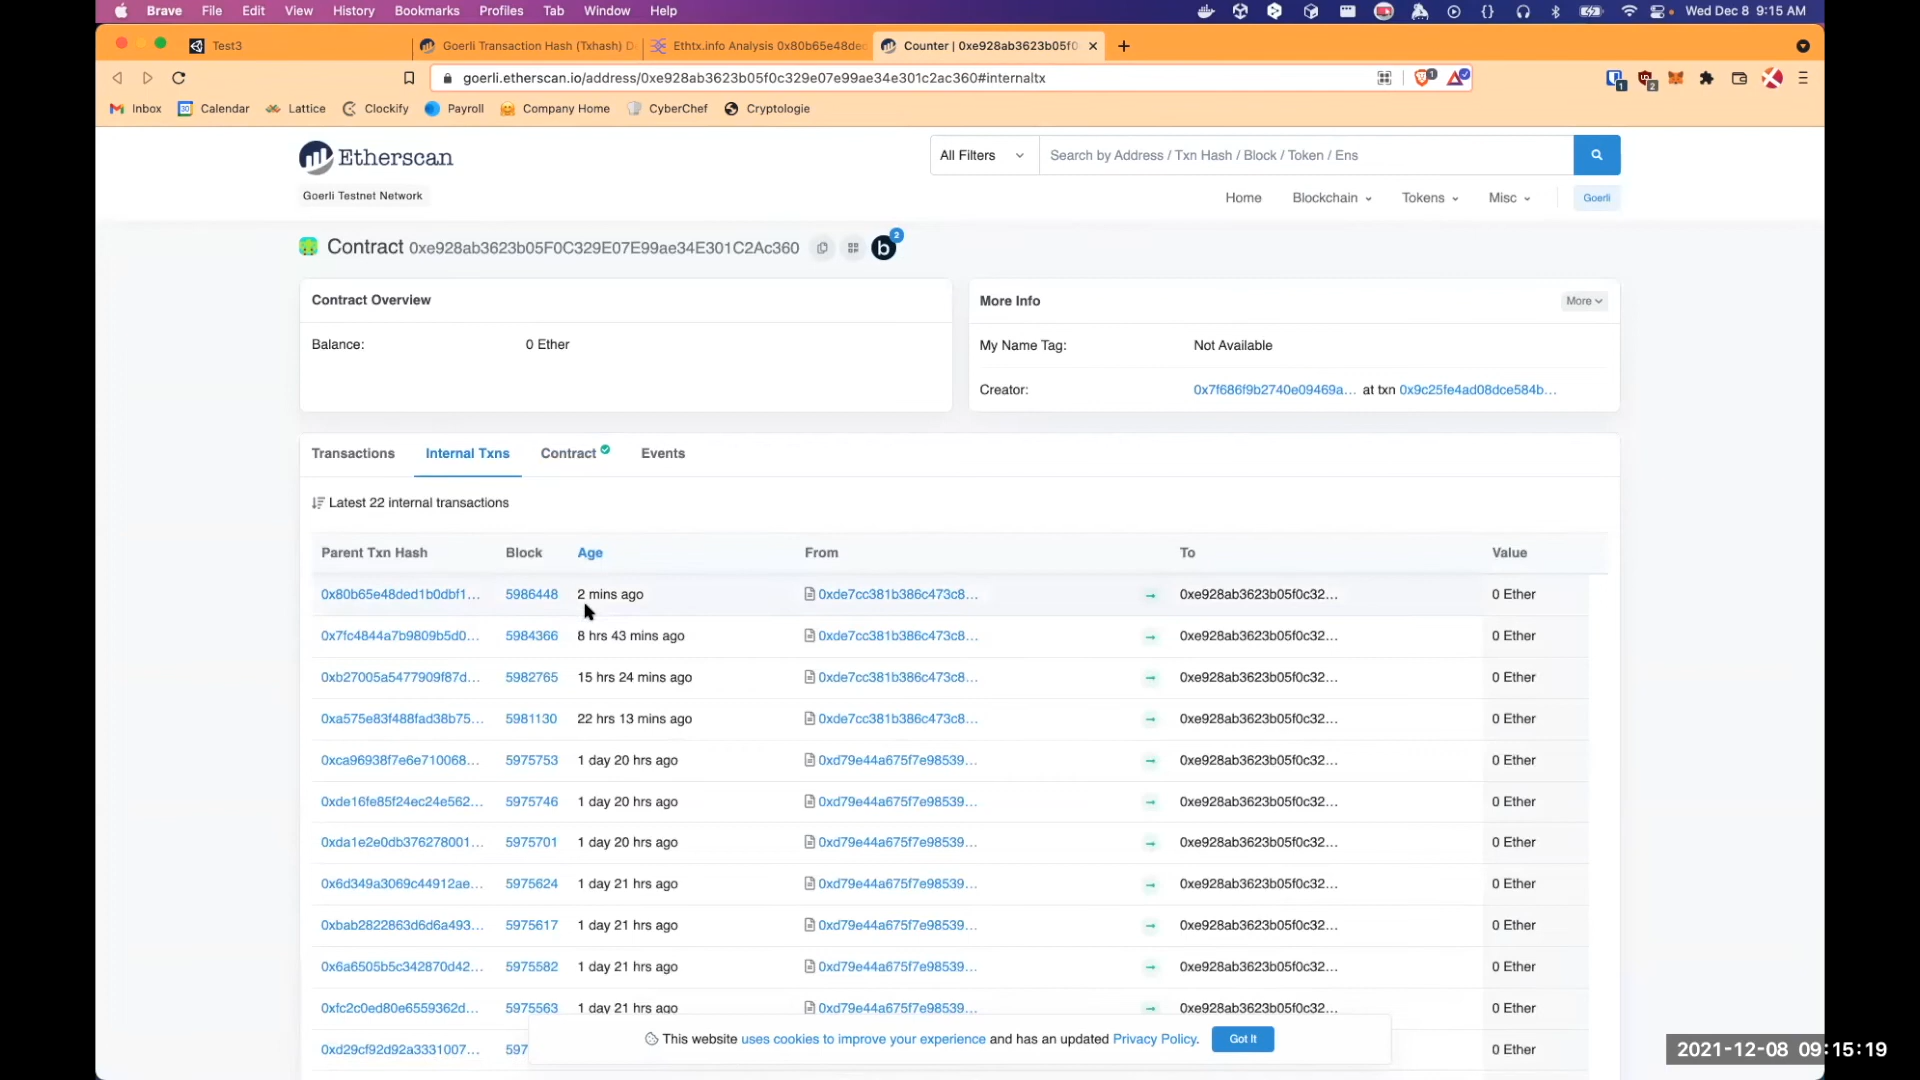 Brave File Edit View History Bookmarks Profiles Tab Window Help Wed Dec 8 9:15 AM
Test3 Goerli Transaction Hash (Txhash) D Ethtx.info Analysis 0x80b65e48dec Counter | 0xe928ab3623b05f0
goerli.etherscan.io/address/0xe928ab3623b05f0c329e07e99ae34e301c2ac360#internaltx
Inbox Calendar Lattice Clockify Payroll Company Home CyberChef Cryptologie
Etherscan
All Filters Search by Address / Txn Hash / Block / Token / Ens
Goerli Testnet Network
Home Blockchain Tokens Misc Goerli
Contract 0xe928ab3623b05F0C329E07E99ae34E301C2Ac360 b 2
Contract Overview
Balance: 0 Ether
More Info More
My Name Tag: Not Available
Creator: 0x7f686f9b2740e09469a... at txn 0x9c25fe4ad08dce584b...
Transactions Internal Txns Contract Events
Latest 22 internal transactions
Parent Txn Hash Block Age From To Value
0x80b65e48ded1b0dbf1... 5986448 2 mins ago 0xde7cc381b386c473c8... 0xe928ab3623b05f0c32... 0 Ether
0x7fc4844a7b9809b5d0... 5984366 8 hrs 43 mins ago 0xde7cc381b386c473c8... 0xe928ab3623b05f0c32... 0 Ether
0xb27005a5477909f87d... 5982765 15 hrs 24 mins ago 0xde7cc381b386c473c8... 0xe928ab3623b05f0c32... 0 Ether
0xa575e83f488fad38b75... 5981130 22 hrs 13 mins ago 0xde7cc381b386c473c8... 0xe928ab3623b05f0c32... 0 Ether
0xca96938f7e6e710068... 5975753 1 day 20 hrs ago 0xd79e44a675f7e98539... 0xe928ab3623b05f0c32... 0 Ether
0xde16fe85f24ec24e562... 5975746 1 day 20 hrs ago 0xd79e44a675f7e98539... 0xe928ab3623b05f0c32... 0 Ether
0xda1e2e0db376278001... 5975701 1 day 20 hrs ago 0xd79e44a675f7e98539... 0xe928ab3623b05f0c32... 0 Ether
0x6d349a3069c44912ae... 5975624 1 day 21 hrs ago 0xd79e44a675f7e98539... 0xe928ab3623b05f0c32... 0 Ether
0xbab2822863d6d6a493... 5975617 1 day 21 hrs ago 0xd79e44a675f7e98539... 0xe928ab3623b05f0c32... 0 Ether
0x6a6505b5c342870d42... 5975582 1 day 21 hrs ago 0xd79e44a675f7e98539... 0xe928ab3623b05f0c32... 0 Ether
0xfc2c0ed80e6559362d... 5975563 1 day 21 hrs ago 0xd79e44a675f7e98539... 0xe928ab3623b05f0c32... 0 Ether
0xd29cf92d92a3331007... 597 0 Ether
This website uses cookies to improve your experience and has an updated Privacy Policy. Got It
2021-12-08 09:15:19